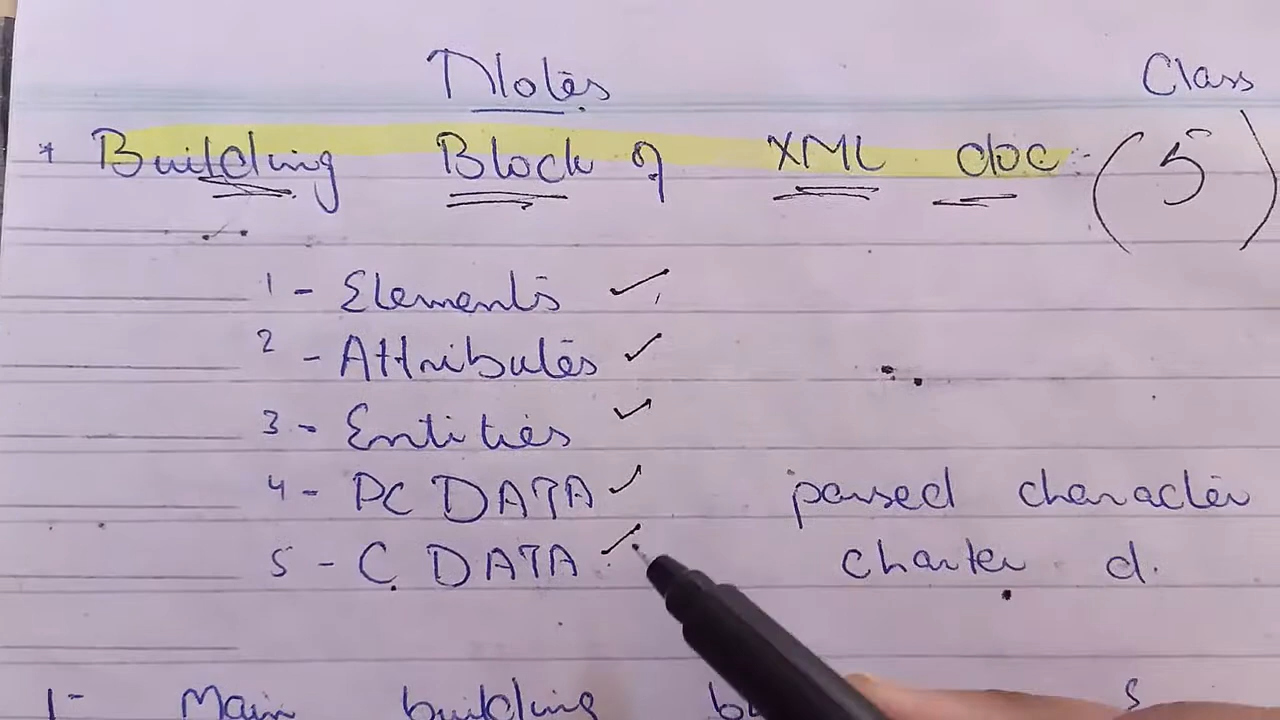 Notes
Class
* Building Block of XML doc :- (5)
1 - Elements ✓
2 - Attributes ✓
3 - Entities ✓
4 - PC DATA ✓ parsed character
5 - C DATA ✓ charter d.
1- Main building